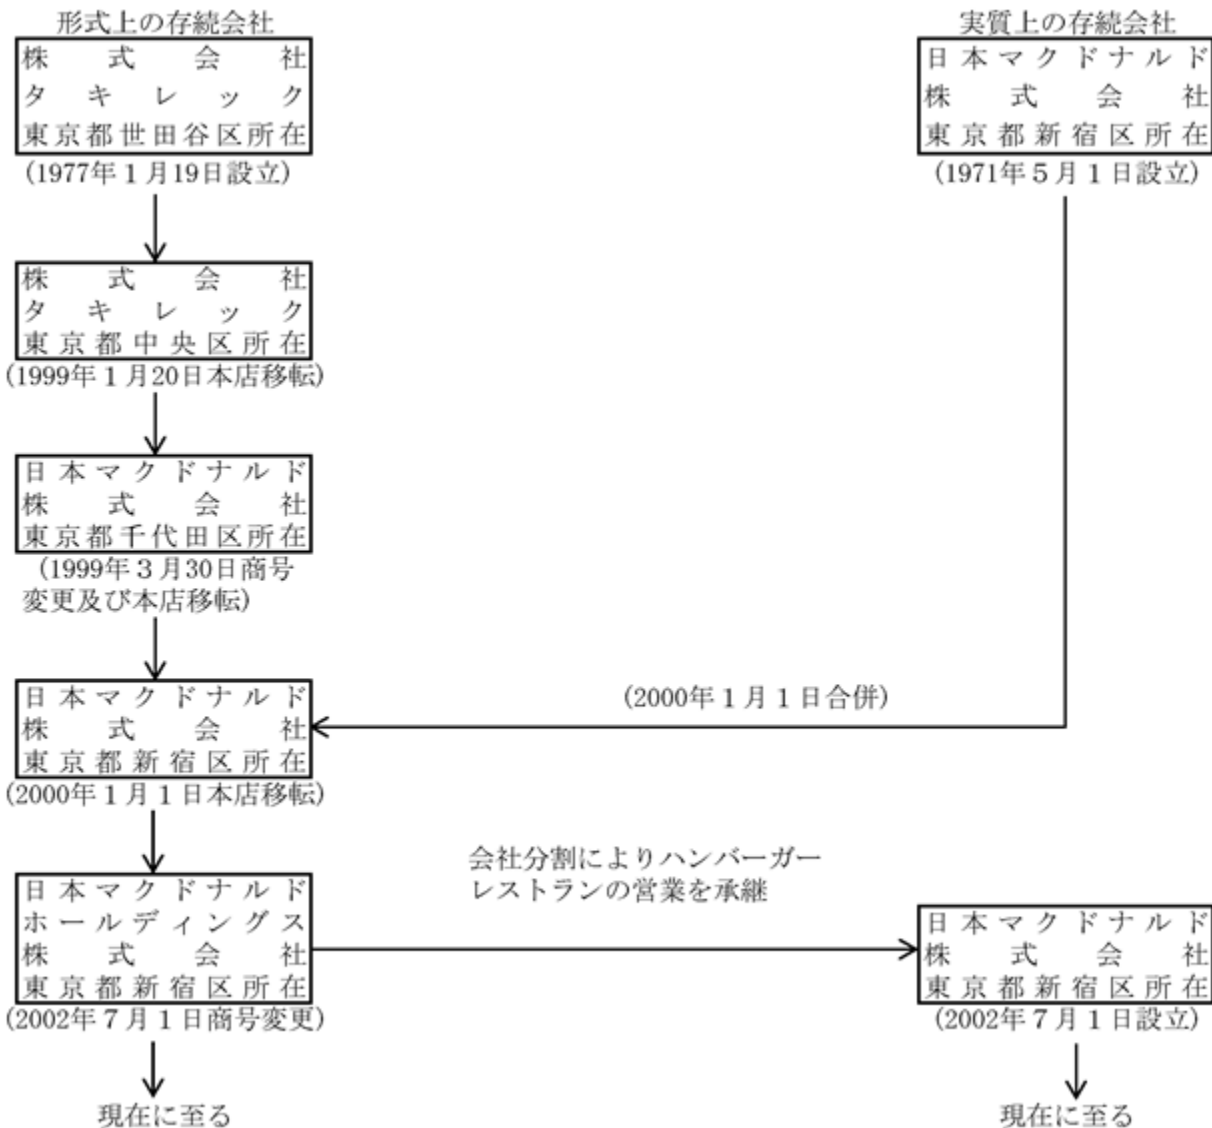 形式上の存続会社
株式会社
タキレック
東京都世田谷区所在
(1977年1月19日設立)
株式会社
タキレック
東京都中央区所在
(1999年1月20日本店移転)
日本マクドナルド
株式会社
東京都千代田区所在
(1999年3月30日商号
変更及び本店移転)
実質上の存続会社
日本マクドナルド
株式会社
東京都新宿区所在
(1971年5月1日設立)
(2000年1月1日合併)
日本マクドナルド
株式会社
東京都新宿区所在
(2000年1月1日本店移転)
日本マクドナルド
ホールディングス
株式会社
東京都新宿区所在
(2002年7月1日商号変更)
現在に至る
会社分割によりハンバーガー
レストランの営業を承継
日本マクドナルド
株式会社
東京都新宿区所在
(2002年7月1日設立)
現在に至る